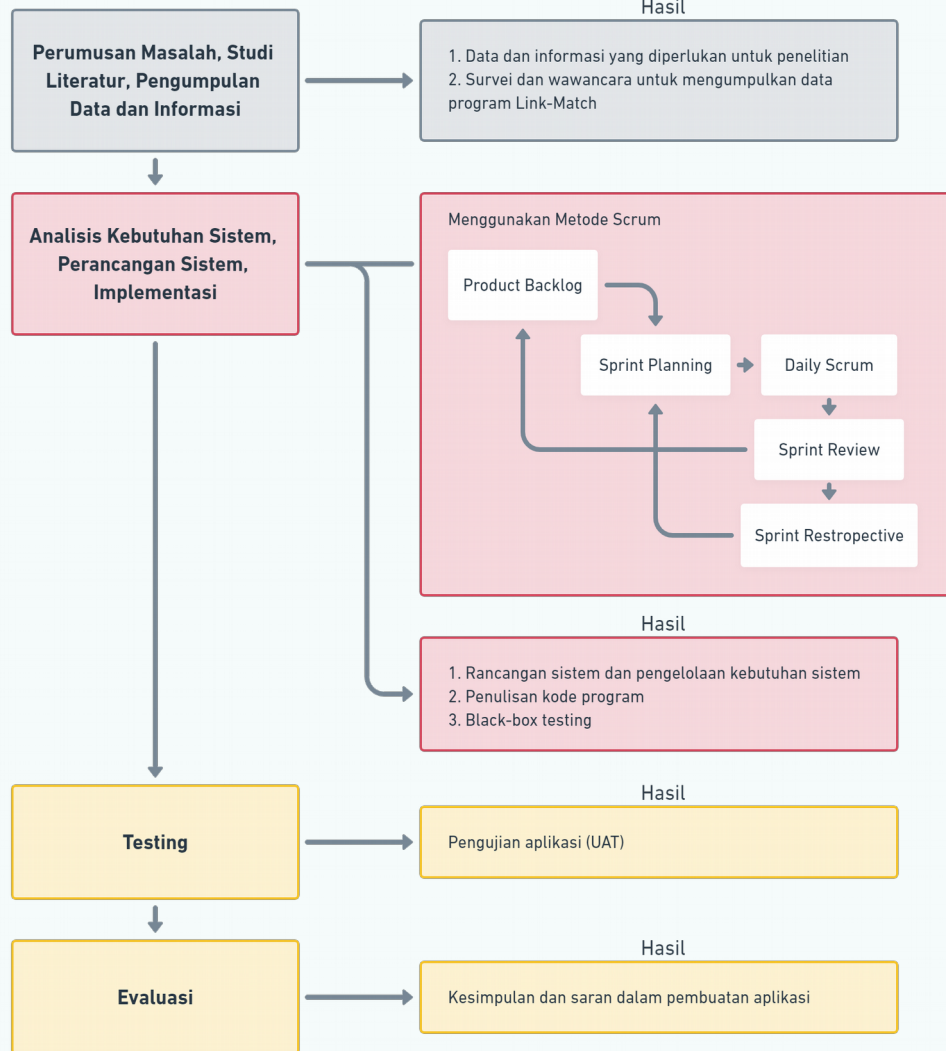 Hasil
Perumusan Masalah, Studi
Literatur, Pengumpulan
Data dan Informasi
1. Data dan informasi yang diperlukan untuk penelitian
2. Survei dan wawancara untuk mengumpulkan data
program Link-Match
Analisis Kebutuhan Sistem,
Perancangan Sistem,
Implementasi
Menggunakan Metode Scrum
Product Backlog
Sprint Planning
Daily Scrum
Sprint Review
Sprint Restropective
Hasil
1. Rancangan sistem dan pengelolaan kebutuhan sistem
2. Penulisan kode program
3. Black-box testing
Testing
Hasil
Pengujian aplikasi (UAT)
Evaluasi
Hasil
Kesimpulan dan saran dalam pembuatan aplikasi